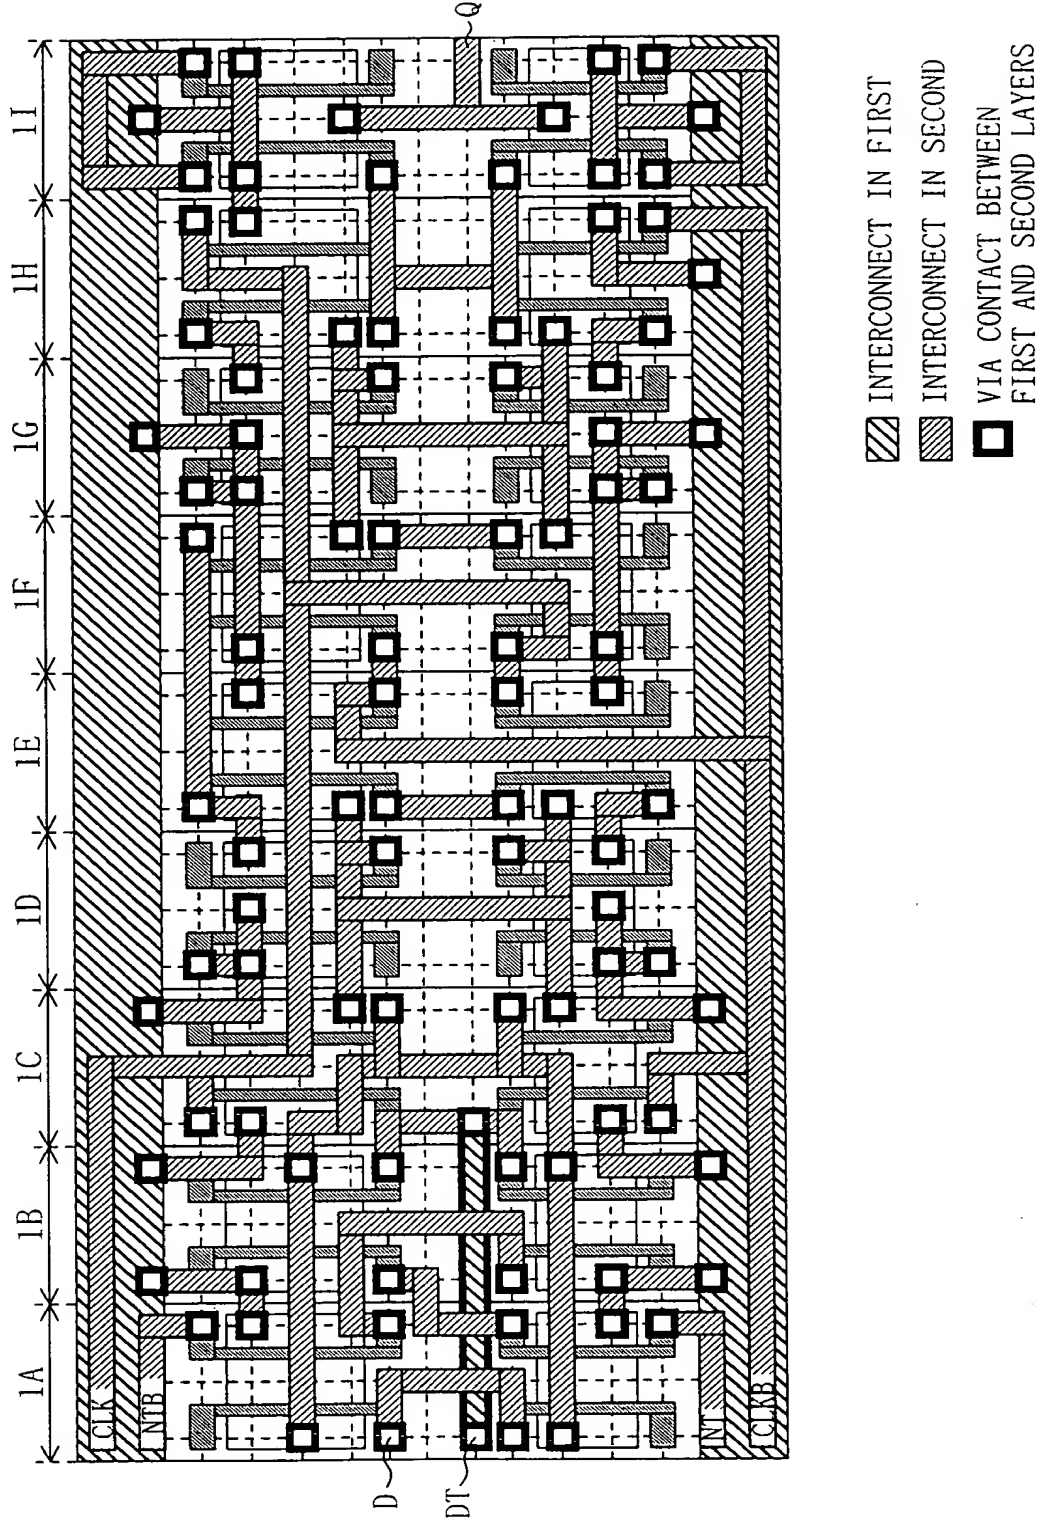 1A
1B
1C
1D
1E
1F
1G
1H
1I
CLK
NTB
D
DT
NT
CLKB
Q
INTERCONNECT IN FIRST
INTERCONNECT IN SECOND
VIA CONTACT BETWEEN
FIRST AND SECOND LAYERS